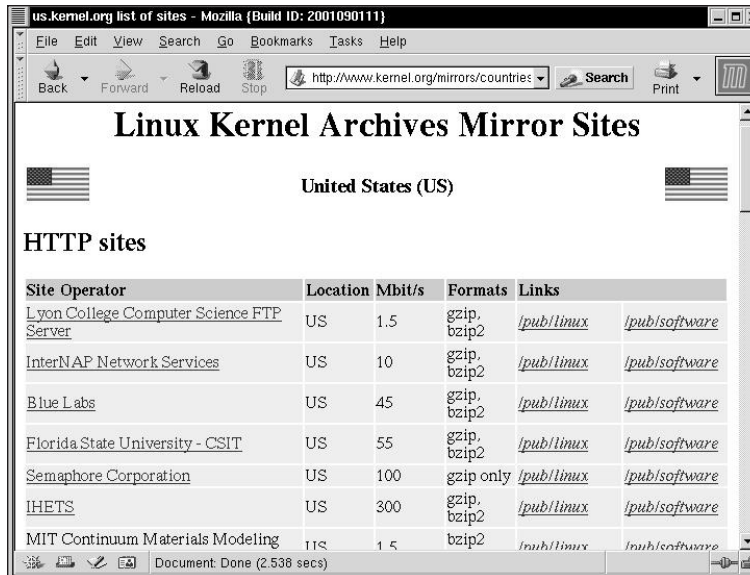 us.kernel.org list of sites - Mozilla {Build ID: 2001090111}
File Edit View Search Go Bookmarks Tasks Help
Back Forward Reload Stop http://www.kernel.org/mirrors/countries Search Print
Linux Kernel Archives Mirror Sites
United States (US)
HTTP sites
Site Operator Location Mbit/s Formats Links
Lyon College Computer Science FTP
Server US 1.5 gzip,
bzip2 /pub/linux /pub/software
InterNAP Network Services US 10 gzip,
bzip2 /pub/linux /pub/software
Blue Labs US 45 gzip,
bzip2 /pub/linux /pub/software
Florida State University - CSIT US 55 gzip,
bzip2 /pub/linux /pub/software
Semaphore Corporation US 100 gzip only /pub/linux /pub/software
IHETS US 300 gzip,
bzip2 /pub/linux /pub/software
MIT Continuum Materials Modeling US 1.5 bzip2 /pub/linux /pub/software
Document: Done (2.538 secs)